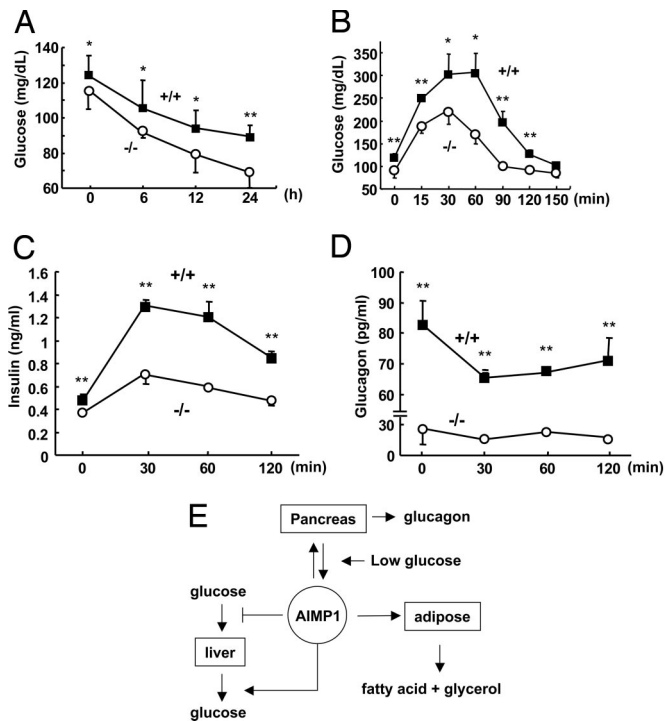 A
Glucose (mg/dL)
140
120
100
80
60
* * * **
+/+
-/-
0 6 12 24 (h)
B
Glucose (mg/dL)
350
300
250
200
150
100
50
** ** * * ** **
+/+
-/-
0 15 30 60 90 120 150 (min)
C
Insulin (ng/ml)
1.6
1.4
1.2
1
0.8
0.6
0.4
0.2
0
** ** ** **
+/+
-/-
0 30 60 120 (min)
D
Glucagon (pg/ml)
100
90
80
70
60
30
0
** ** ** **
+/+
-/-
0 30 60 120 (min)
E
Pancreas
glucagon
Low glucose
glucose
AIMP1
adipose
liver
glucose
fatty acid + glycerol